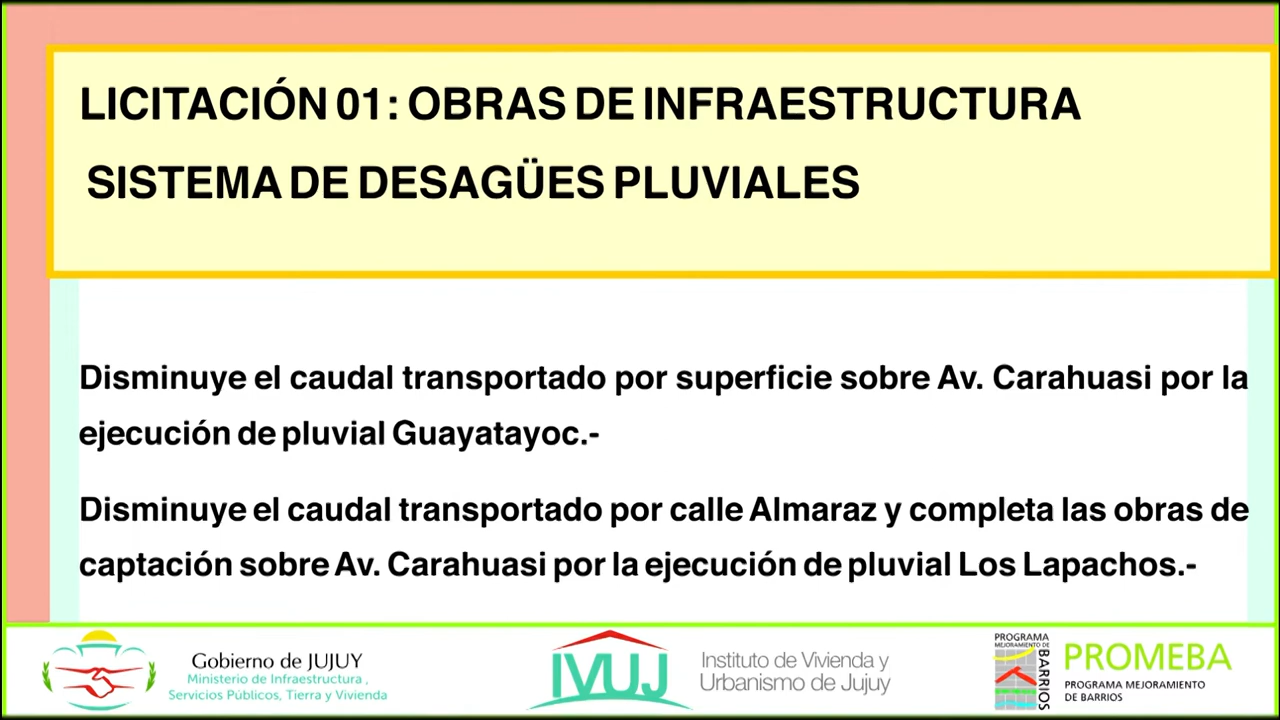 LICITACIÓN 01: OBRAS DE INFRAESTRUCTURA
SISTEMA DE DESAGÜES PLUVIALES
Disminuye el caudal transportado por superficie sobre Av. Carahuasi por la
ejecución de pluvial Guayatayoc.-
Disminuye el caudal transportado por calle Almaraz y completa las obras de
captación sobre Av. Carahuasi por la ejecución de pluvial Los Lapachos.-
Gobierno de JUJUY
Ministerio de Infraestructura,
Servicios Públicos, Tierra y Vivienda
IVUJ
Instituto de Vivienda y
Urbanismo de Jujuy
PROGRAMA
MEJORAMIENTO DE
BARRIOS
PROMEBA
PROGRAMA MEJORAMIENTO
DE BARRIOS